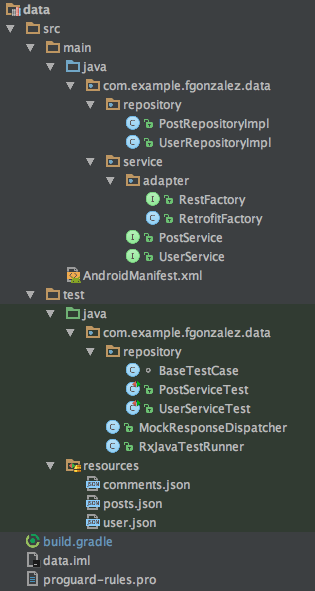 data
src
main
java
com.example.fgonzalez.data
repository
PostRepositoryImpl
UserRepositoryImpl
service
adapter
RestFactory
RetrofitFactory
PostService
UserService
AndroidManifest.xml
test
java
com.example.fgonzalez.data
repository
BaseTestCase
PostServiceTest
UserServiceTest
MockResponseDispatcher
RxJavaTestRunner
resources
comments.json
posts.json
user.json
build.gradle
data.iml
proguard-rules.pro